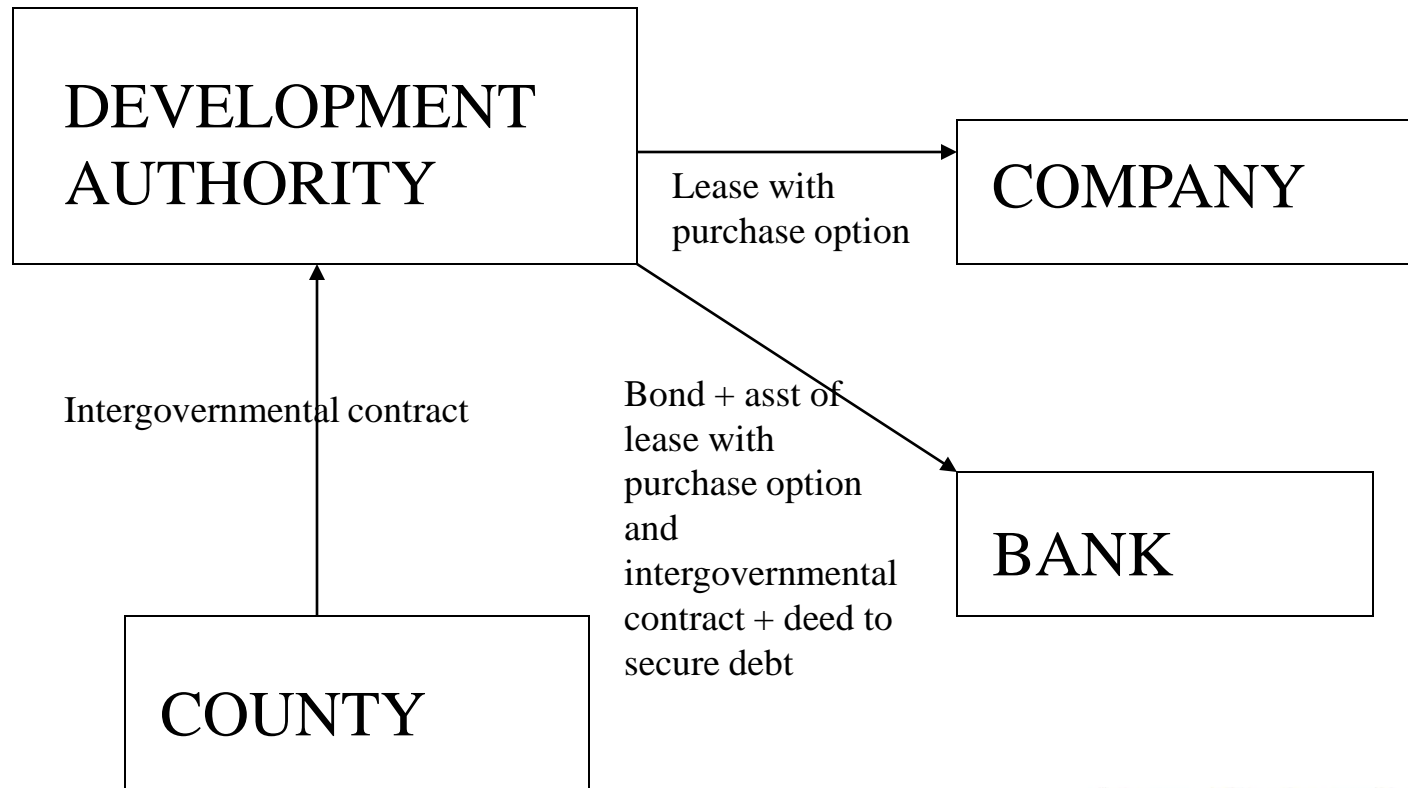 DEVELOPMENT
AUTHORITY
Lease with
purchase option
COMPANY
Intergovernmental contract
Bond + asst of
lease with
purchase option
and
intergovernmental
contract + deed to
secure debt
BANK
COUNTY